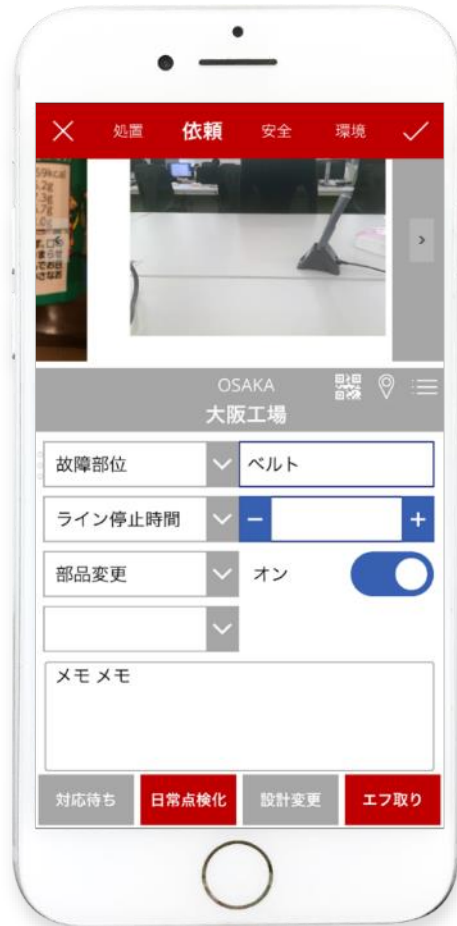 処置 依頼 安全 環境
59kcal
OSAKA
大阪工場
故障部位 ベルト
ライン停止時間 − +
部品変更 オン
メモ メモ
対応待ち 日常点検化 設計変更 エフ取り